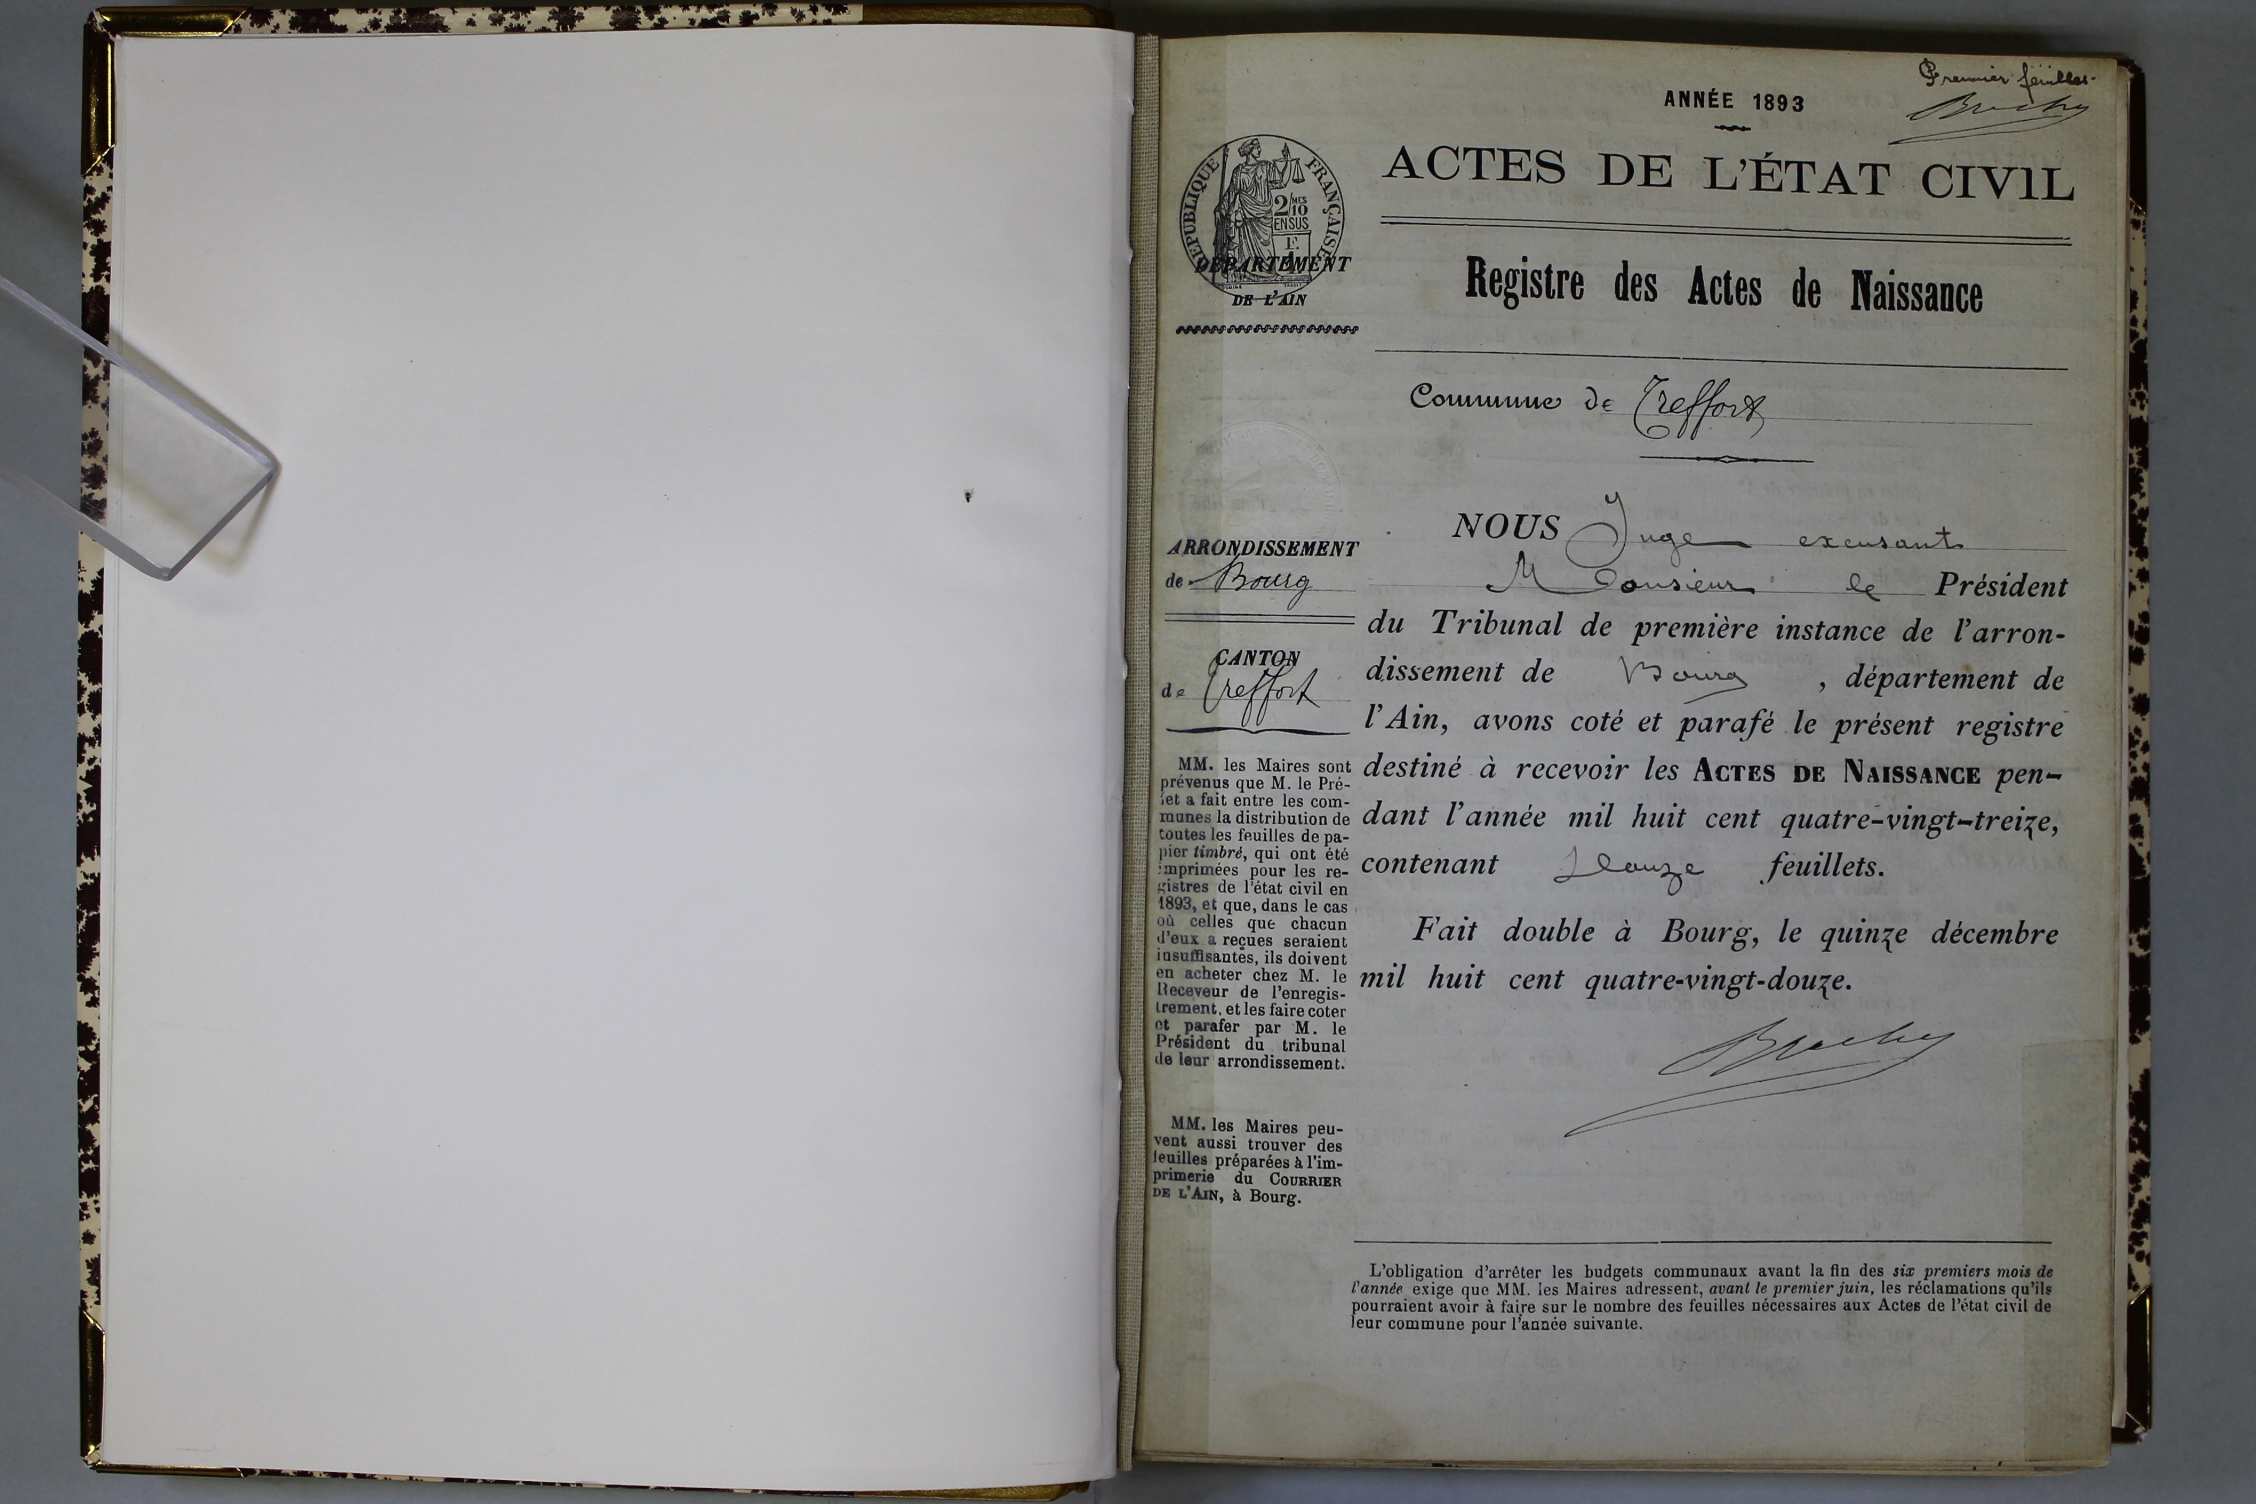 Premier feuillet
ANNÉE 1893
ACTES DE L'ÉTAT CIVIL
RÉPUBLIQUE FRANÇAISE
2/MES
10
EN SUS
DÉPARTEMENT
DE L'AIN
Registre des Actes de Naissance
Commune de Treffort
ARRONDISSEMENT
de Bourg
CANTON
de Treffort
MM. les Maires sont
prévenus que M. le Pré-
fet a fait entre les com-
munes la distribution de
toutes les feuilles de pa-
pier timbré, qui ont été
imprimées pour les re-
gistres de l'état civil en
1893, et que, dans le cas
où celles que chacun
d'eux a reçues seraient
insuffisantes, ils doivent
en acheter chez M. le
Receveur de l'enregis-
trement, et les faire coter
et parafer par M. le
Président du tribunal
de leur arrondissement.
MM. les Maires peu-
vent aussi trouver des
feuilles préparées à l'im-
primerie du COURRIER
DE L'AIN, à Bourg.
NOUS Juge excusant
Monsieur le Président
du Tribunal de première instance de l'arron-
dissement de Bourg, département de
l'Ain, avons coté et parafé le présent registre
destiné à recevoir les ACTES DE NAISSANCE pen-
dant l'année mil huit cent quatre-vingt-treize,
contenant douze feuillets.
Fait double à Bourg, le quinze décembre
mil huit cent quatre-vingt-douze.
L'obligation d'arrêter les budgets communaux avant la fin des six premiers mois de
l'année exige que MM. les Maires adressent, avant le premier juin, les réclamations qu'ils
pourraient avoir à faire sur le nombre des feuilles nécessaires aux Actes de l'état civil de
leur commune pour l'année suivante.